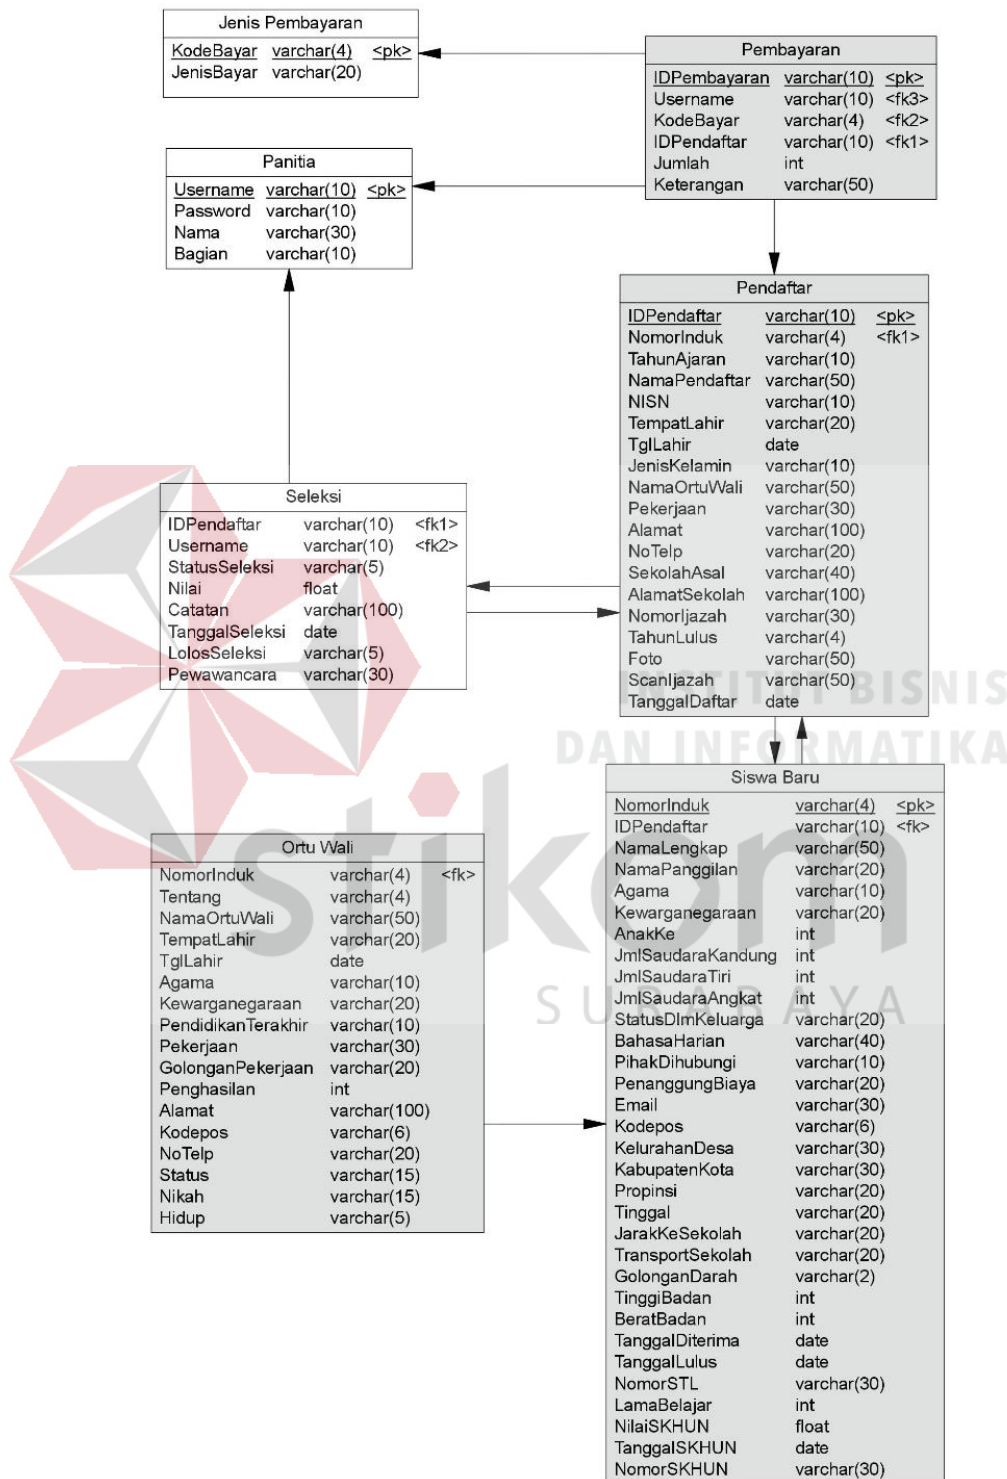 Jenis Pembayaran
KodeBayar varchar(4) <pk>
JenisBayar varchar(20)
Pembayaran
IDPembayaran varchar(10) <pk>
Username varchar(10) <fk3>
KodeBayar varchar(4) <fk2>
IDPendaftar varchar(10) <fk1>
Jumlah int
Keterangan varchar(50)
Panitia
Username varchar(10) <pk>
Password varchar(10)
Nama varchar(30)
Bagian varchar(10)
Pendaftar
IDPendaftar varchar(10) <pk>
NomorInduk varchar(4) <fk1>
TahunAjaran varchar(10)
NamaPendaftar varchar(50)
NISN varchar(10)
TempatLahir varchar(20)
TglLahir date
JenisKelamin varchar(10)
NamaOrtuWali varchar(50)
Pekerjaan varchar(30)
Alamat varchar(100)
NoTelp varchar(20)
SekolahAsal varchar(40)
AlamatSekolah varchar(100)
NomorIjazah varchar(30)
TahunLulus varchar(4)
Foto varchar(50)
ScanIjazah varchar(50)
TanggalDaftar date
Seleksi
IDPendaftar varchar(10) <fk1>
Username varchar(10) <fk2>
StatusSeleksi varchar(5)
Nilai float
Catatan varchar(100)
TanggalSeleksi date
LolosSeleksi varchar(5)
Pewawancara varchar(30)
INSTITUT BISNIS
DAN INFORMATIKA
stikom
SURABAYA
Siswa Baru
NomorInduk varchar(4) <pk>
IDPendaftar varchar(10) <fk>
NamaLengkap varchar(50)
NamaPanggilan varchar(20)
Agama varchar(10)
Kewarganegaraan varchar(20)
AnakKe int
JmlSaudaraKandung int
JmlSaudaraTiri int
JmlSaudaraAngkat int
StatusDlmKeluarga varchar(20)
BahasaHarian varchar(40)
PihakDihubungi varchar(10)
PenanggungBiaya varchar(20)
Email varchar(30)
Kodepos varchar(6)
KelurahanDesa varchar(30)
KabupatenKota varchar(30)
Propinsi varchar(20)
Tinggal varchar(20)
JarakKeSekolah varchar(20)
TransportSekolah varchar(20)
GolonganDarah varchar(2)
TinggiBadan int
BeratBadan int
TanggalDiterima date
TanggalLulus date
NomorSTL varchar(30)
LamaBelajar int
NilaiSKHUN float
TanggalSKHUN date
NomorSKHUN varchar(30)
Ortu Wali
NomorInduk varchar(4) <fk>
Tentang varchar(4)
NamaOrtuWali varchar(50)
TempatLahir varchar(20)
TglLahir date
Agama varchar(10)
Kewarganegaraan varchar(20)
PendidikanTerakhir varchar(10)
Pekerjaan varchar(30)
GolonganPekerjaan varchar(20)
Penghasilan int
Alamat varchar(100)
Kodepos varchar(6)
NoTelp varchar(20)
Status varchar(15)
Nikah varchar(15)
Hidup varchar(5)